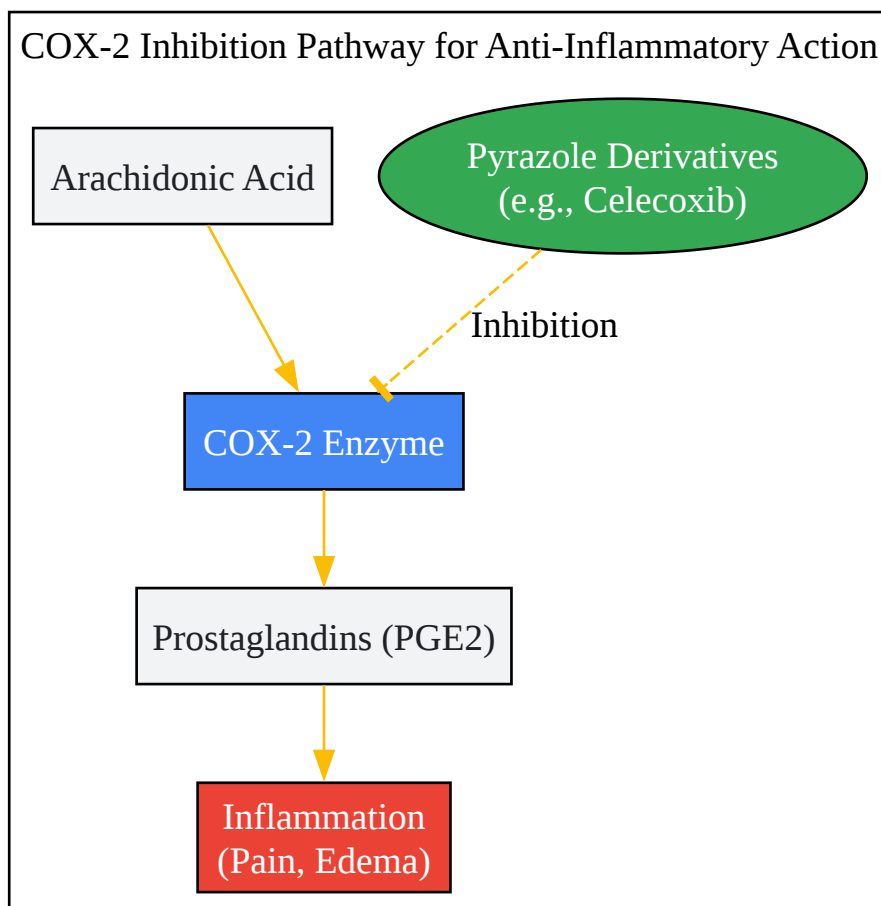 COX-2 Inhibition Pathway for Anti-Inflammatory Action
Arachidonic Acid
Pyrazole Derivatives
(e.g., Celecoxib)
Inhibition
COX-2 Enzyme
Prostaglandins (PGE2)
Inflammation
(Pain, Edema)